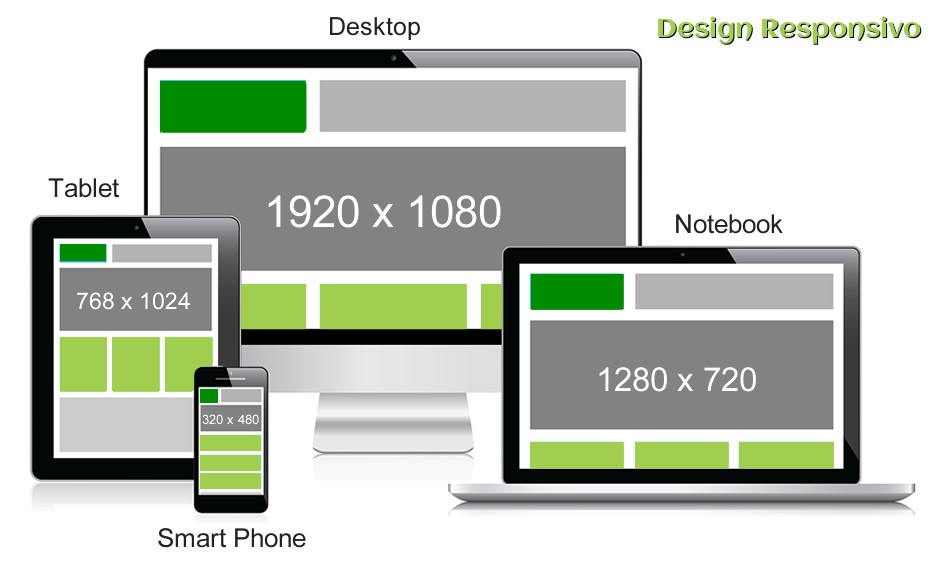 Desktop
Design Responsivo
Tablet
1920 x 1080
Notebook
768 x 1024
1280 x 720
320 x 480
Smart Phone